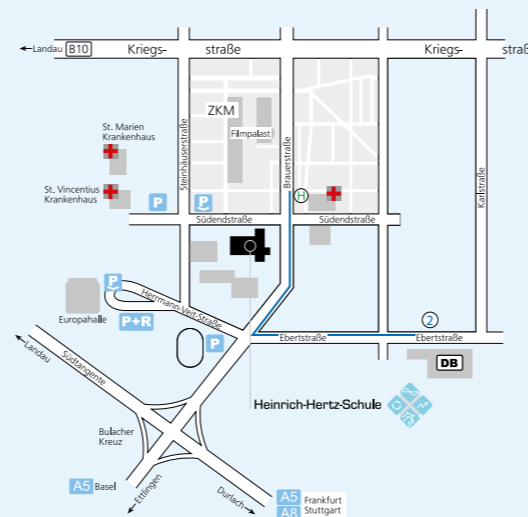 Landau B10 Kriegs- straße Kriegs- straß
ZKM
Filmpalast
St. Marien
Krankenhaus
St. Vincentius
Krankenhaus
Steinhäuserstraße
Brauerstraße
Karlstraße
H
P
P
Südendstraße
Südendstraße
P
Herrmann-Veit-Straße
Europahalle
P+R
P
2
Ebertstraße
Ebertstraße
DB
Landau
Südtangente
Heinrich-Hertz-Schule
Bulacher
Kreuz
A5 Basel
Ettlingen
Durlach
A5 Frankfurt
A8 Stuttgart